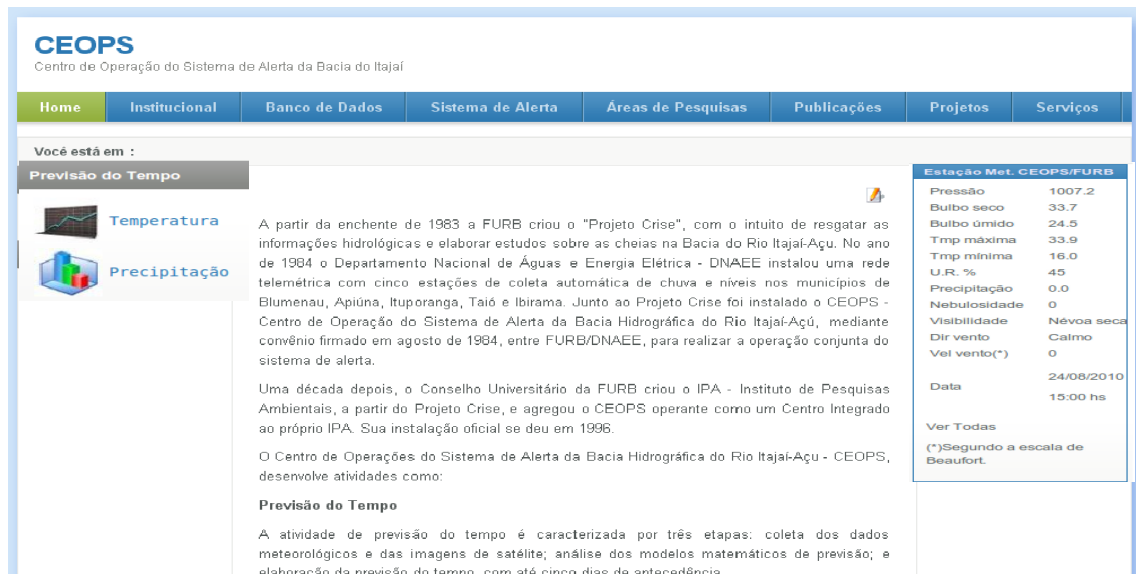 CEOPS
Centro de Operação do Sistema de Alerta da Bacia do Itajaí
Home Institucional Banco de Dados Sistema de Alerta Áreas de Pesquisas Publicações Projetos Serviços
Você está em :
Previsão do Tempo
Temperatura
Precipitação
A partir da enchente de 1983 a FURB criou o "Projeto Crise", com o intuito de resgatar as
informações hidrológicas e elaborar estudos sobre as cheias na Bacia do Rio Itajaí-Açu. No ano
de 1984 o Departamento Nacional de Águas e Energia Elétrica - DNAEE instalou uma rede
telemétrica com cinco estações de coleta automática de chuva e níveis nos municípios de
Blumenau, Apiúna, Ituporanga, Taió e Ibirama. Junto ao Projeto Crise foi instalado o CEOPS -
Centro de Operação do Sistema de Alerta da Bacia Hidrográfica do Rio Itajaí-Açú, mediante
convênio firmado em agosto de 1984, entre FURB/DNAEE, para realizar a operação conjunta do
sistema de alerta.
Uma década depois, o Conselho Universitário da FURB criou o IPA - Instituto de Pesquisas
Ambientais, a partir do Projeto Crise, e agregou o CEOPS operante como um Centro Integrado
ao próprio IPA. Sua instalação oficial se deu em 1996.
O Centro de Operações do Sistema de Alerta da Bacia Hidrográfica do Rio Itajaí-Açu - CEOPS,
desenvolve atividades como:
Previsão do Tempo
A atividade de previsão do tempo é caracterizada por três etapas: coleta dos dados
meteorológicos e das imagens de satélite; análise dos modelos matemáticos de previsão; e
elaboração da previsão do tempo, com até cinco dias de antecedência
Estação Met. CEOPS/FURB
Pressão 1007.2
Bulbo seco 33.7
Bulbo úmido 24.5
Tmp máxima 33.9
Tmp mínima 16.0
U.R. % 45
Precipitação 0.0
Nebulosidade 0
Visibilidade Névoa seca
Dir vento Calmo
Vel vento(*) 0
Data 24/08/2010
15:00 hs
Ver Todas
(*)Segundo a escala de
Beaufort.